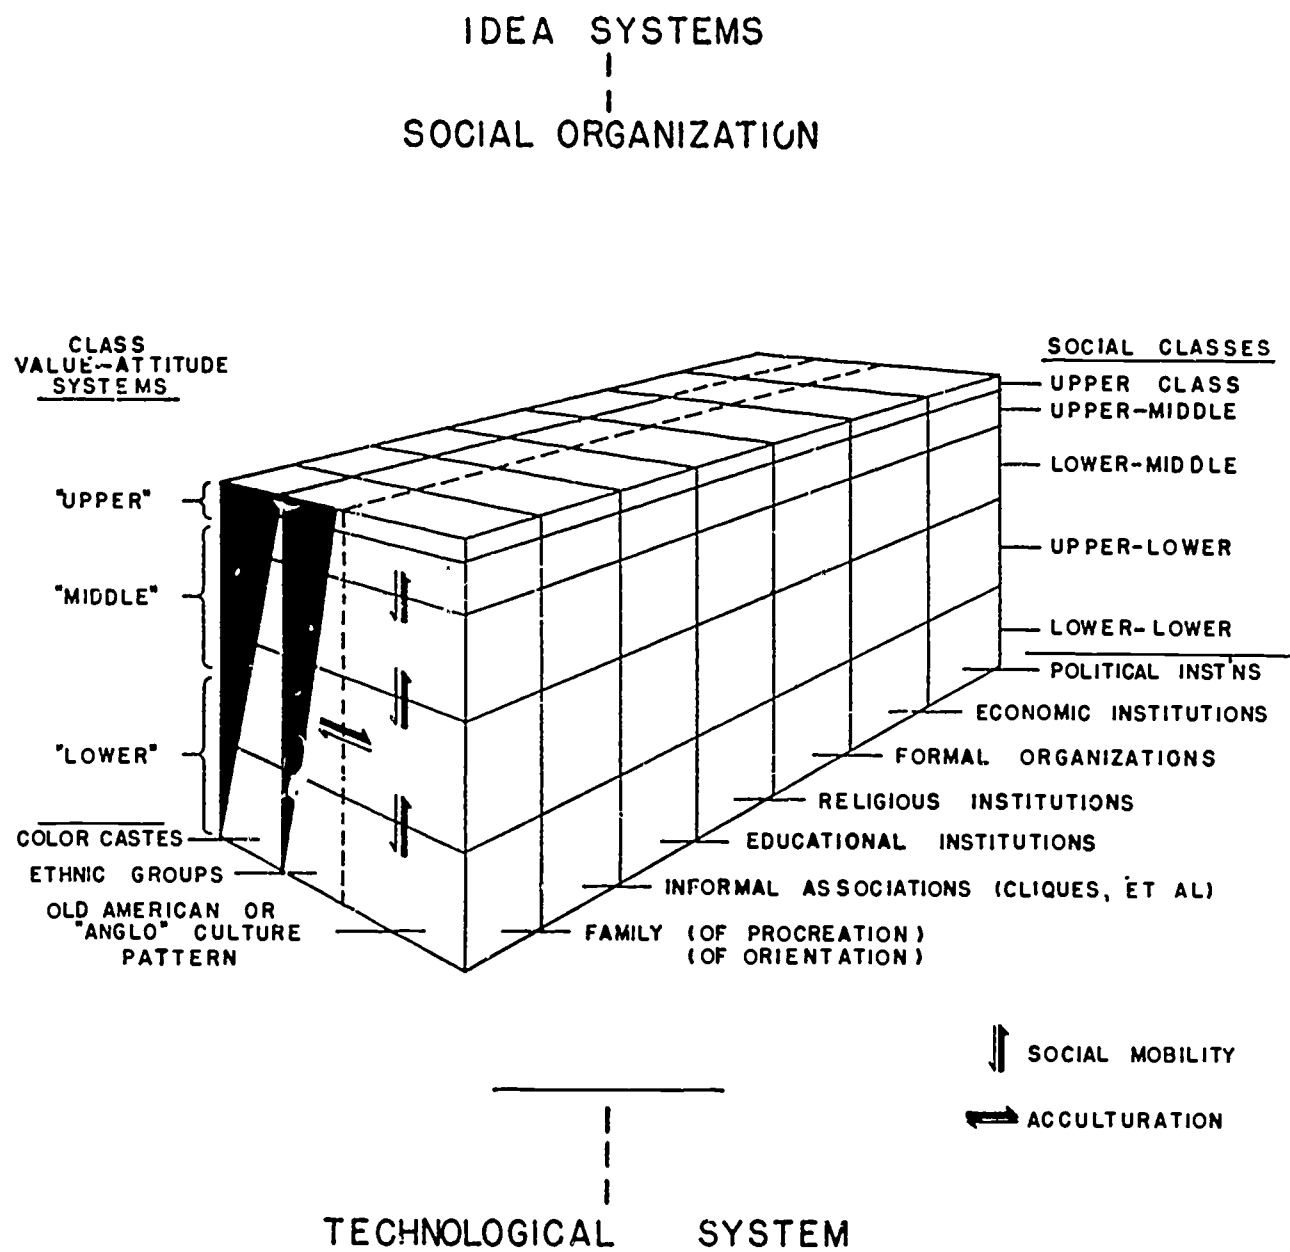 IDEA SYSTEMS
SOCIAL ORGANIZATION
CLASS
VALUE-ATTITUDE
SYSTEMS
"UPPER"
"MIDDLE"
"LOWER"
COLOR CASTES
ETHNIC GROUPS
OLD AMERICAN OR
"ANGLO" CULTURE
PATTERN
SOCIAL CLASSES
UPPER CLASS
UPPER-MIDDLE
LOWER-MIDDLE
UPPER-LOWER
LOWER-LOWER
POLITICAL INST'NS
ECONOMIC INSTITUTIONS
FORMAL ORGANIZATIONS
RELIGIOUS INSTITUTIONS
EDUCATIONAL INSTITUTIONS
INFORMAL ASSOCIATIONS (CLIQUES, ET AL)
FAMILY (OF PROCREATION)
(OF ORIENTATION)
SOCIAL MOBILITY
ACCULTURATION
TECHNOLOGICAL SYSTEM